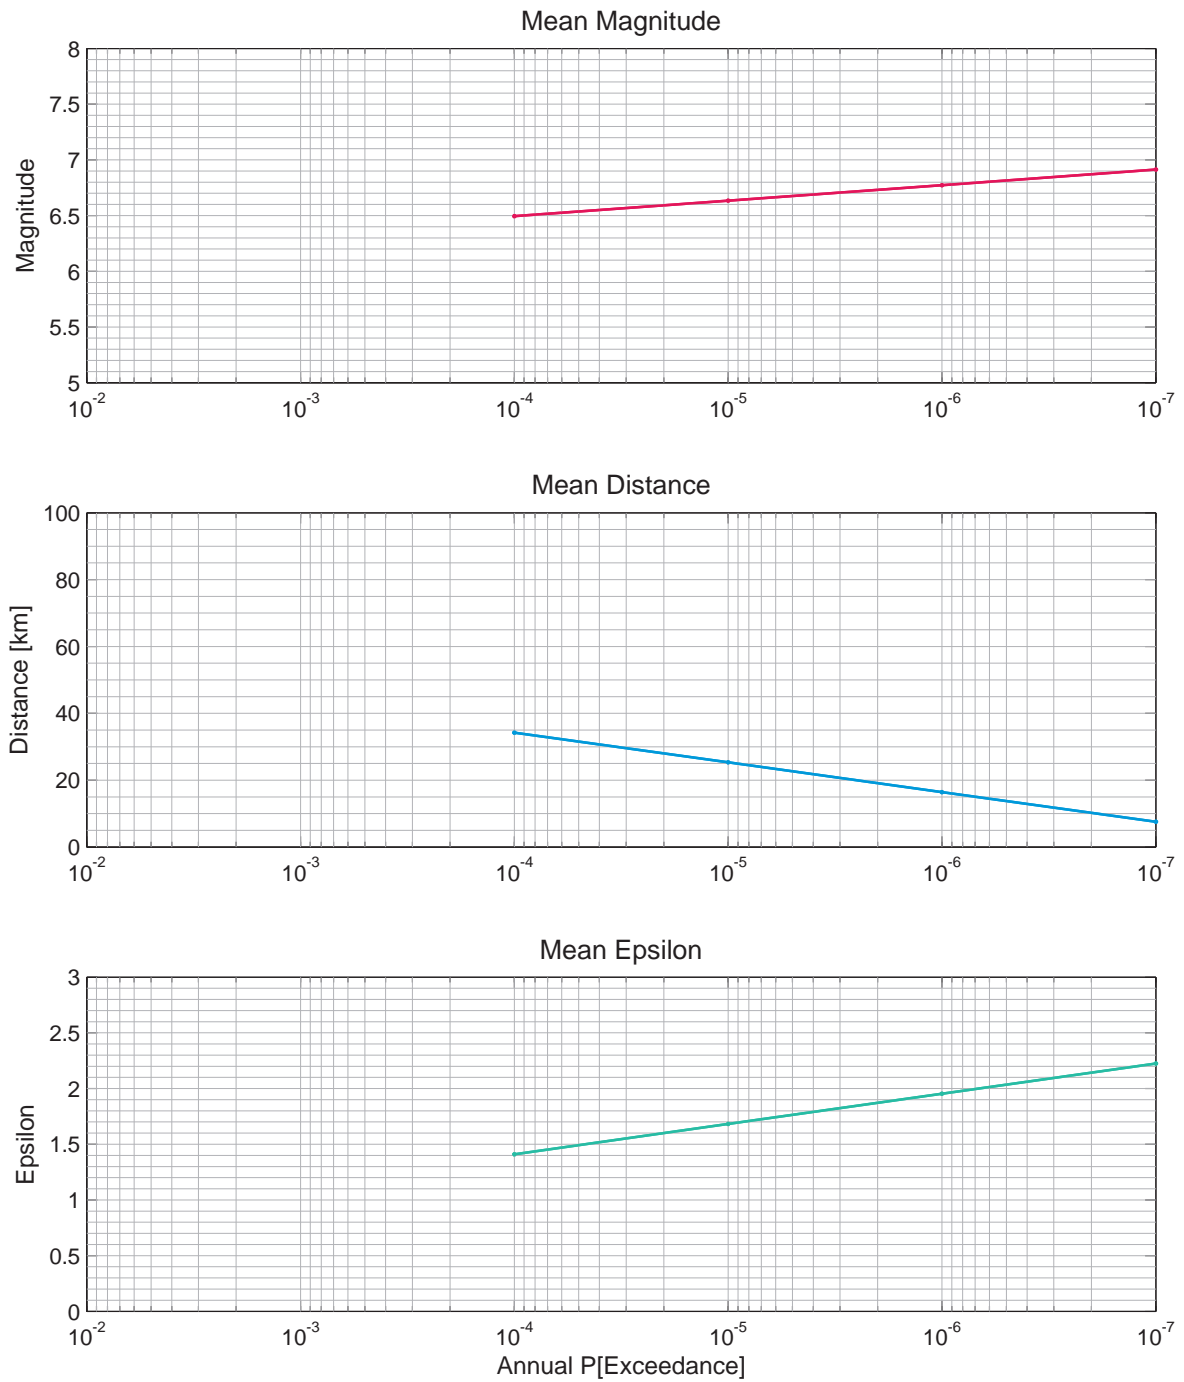 Mean Magnitude
8
7.5
7
6.5
6
5.5
5
Magnitude
10^-2 10^-3 10^-4 10^-5 10^-6 10^-7
Mean Distance
100
80
60
40
20
0
Distance [km]
10^-2 10^-3 10^-4 10^-5 10^-6 10^-7
Mean Epsilon
3
2.5
2
1.5
1
0.5
0
Epsilon
10^-2 10^-3 10^-4 10^-5 10^-6 10^-7
Annual P[Exceedance]